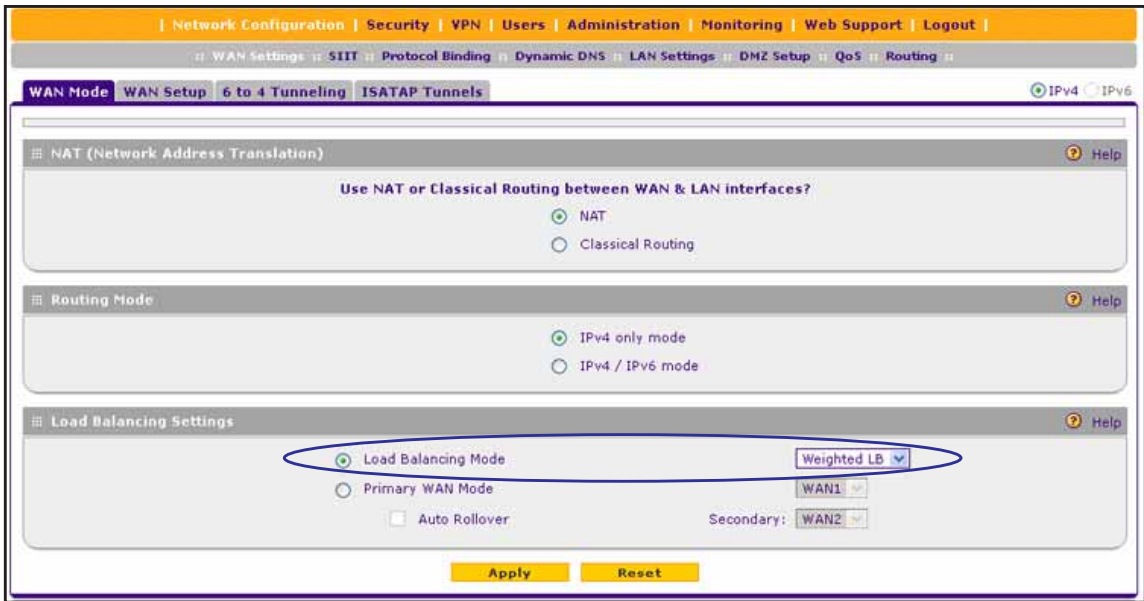 | Network Configuration | Security | VPN | Users | Administration | Monitoring | Web Support | Logout |
:: WAN Settings :: SIIT :: Protocol Binding :: Dynamic DNS :: LAN Settings :: DMZ Setup :: QoS :: Routing ::
WAN Mode WAN Setup 6 to 4 Tunneling ISATAP Tunnels IPv4 IPv6
NAT (Network Address Translation) ? Help
Use NAT or Classical Routing between WAN & LAN interfaces?
NAT
Classical Routing
Routing Mode ? Help
IPv4 only mode
IPv4 / IPv6 mode
Load Balancing Settings ? Help
Load Balancing Mode Weighted LB
Primary WAN Mode WAN1
Auto Rollover Secondary: WAN2
Apply Reset